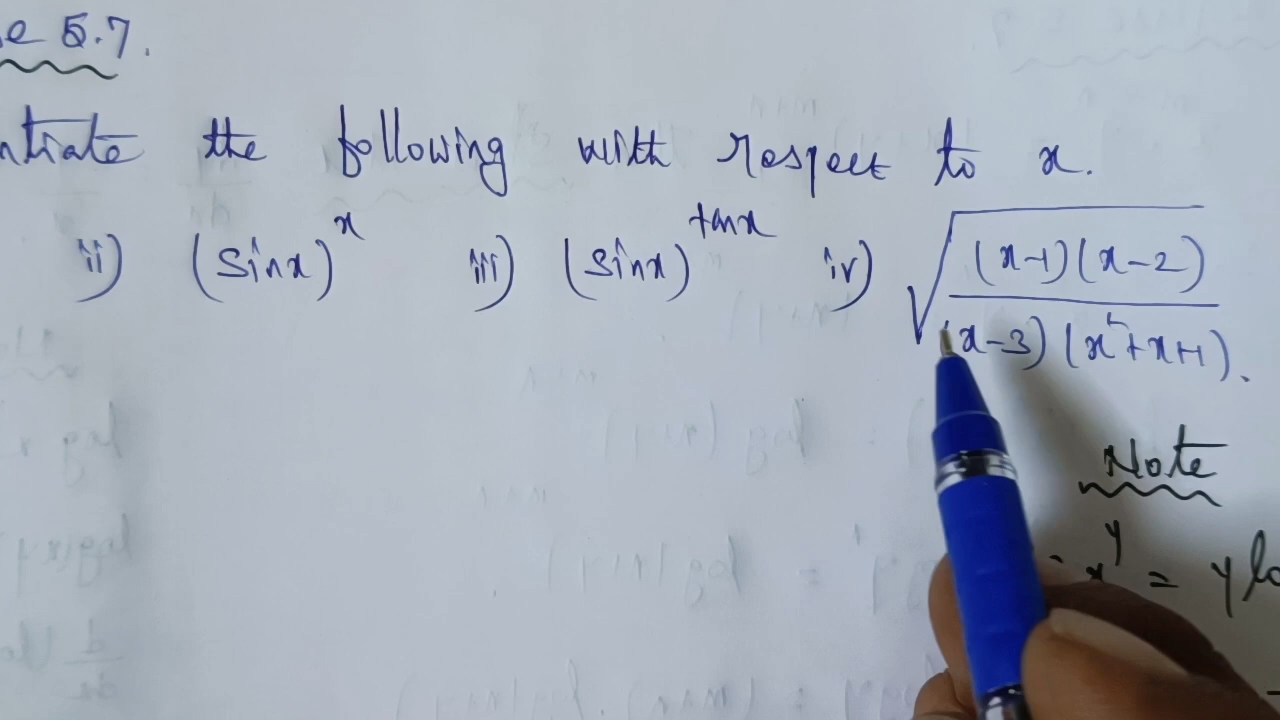 se 5.7.
ntiate the following with respect to x.
ii) (Sinx)^x iii) (Sinx)^tanx iv) √((x-1)(x-2)/(x-3)(x²+x+1)).
Note
x^y = y lo